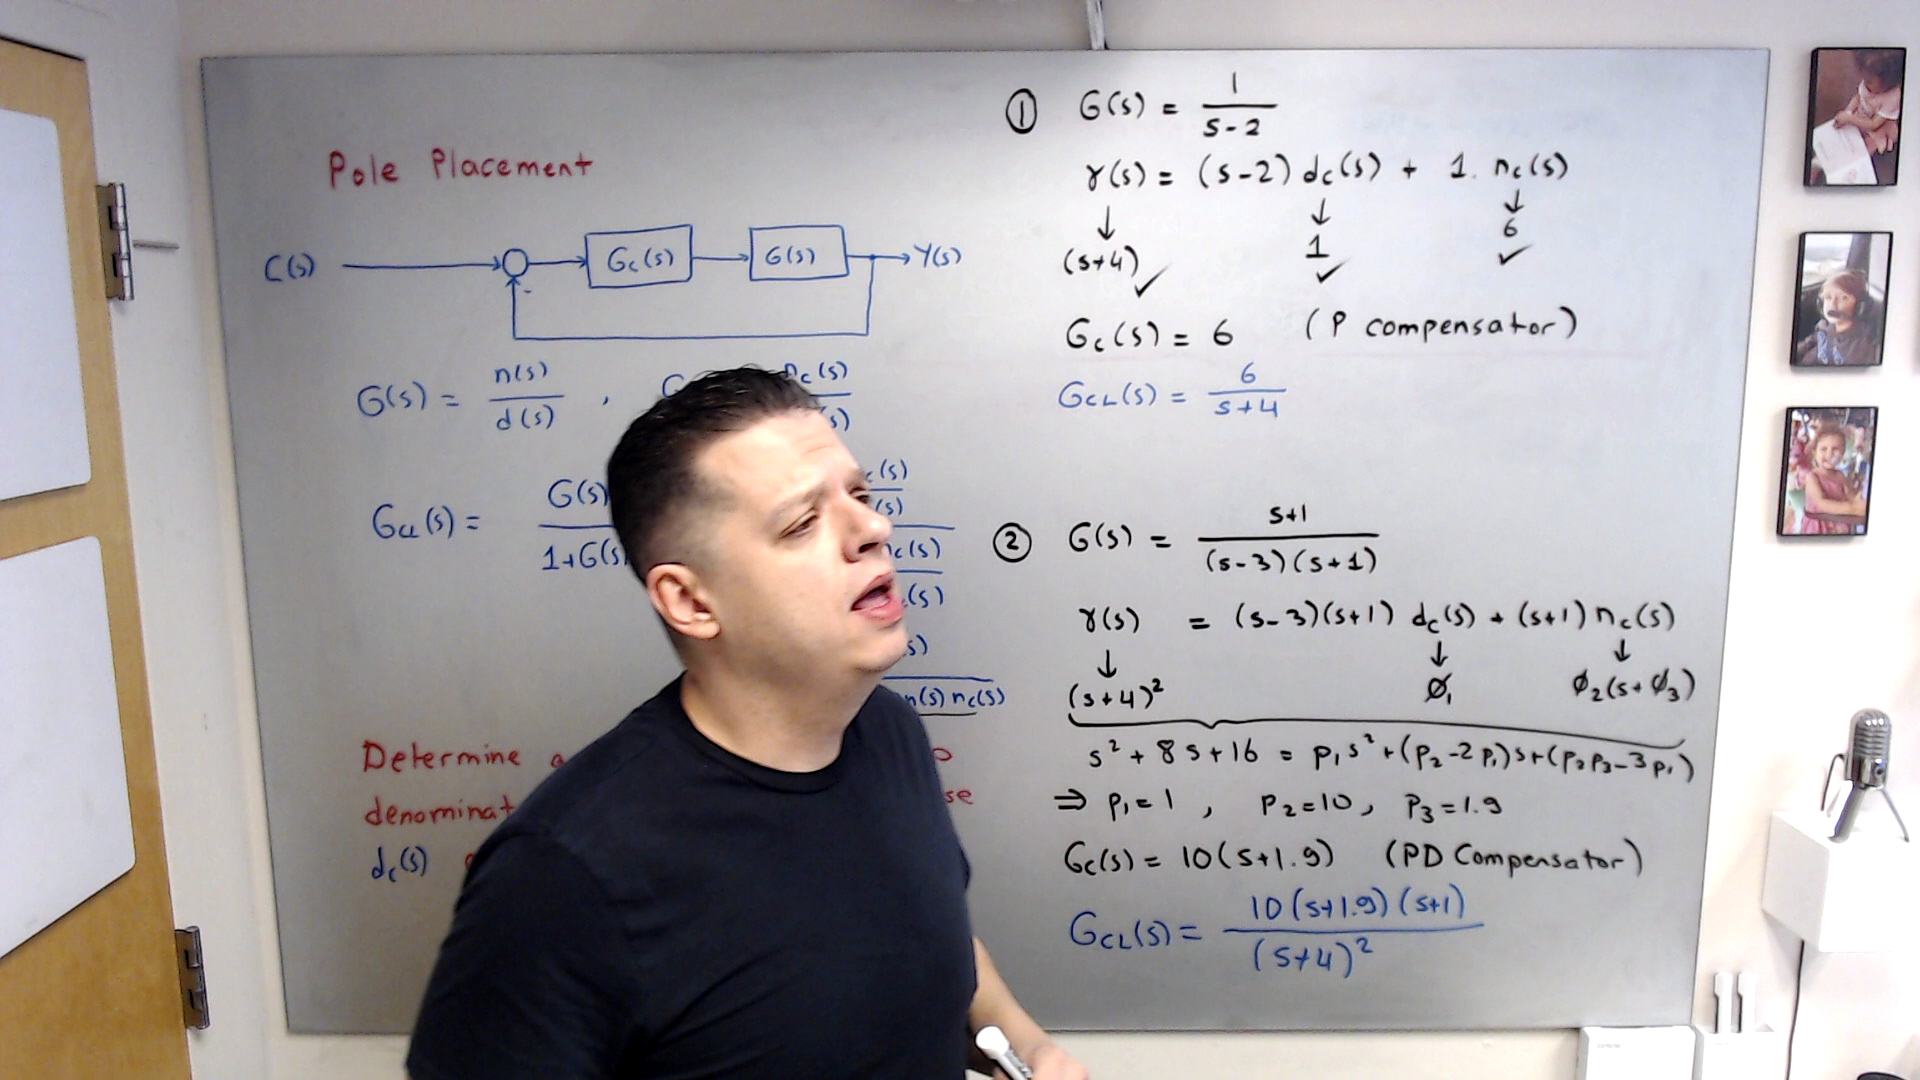 Pole Placement
C(s) Gc(s) G(s) Y(s)
-
G(s) = n(s) / d(s) ,
Gcl(s) =
Determine
denominat
dc(s)
① G(s) = 1 / (s-2)
γ(s) = (s-2) dc(s) + 1. nc(s)
↓ ↓ ↓
(s+4) ✓ 1 ✓ 6 ✓
Gc(s) = 6 (P compensator)
GCL(s) = 6 / (s+4)
② G(s) = s+1 / (s-3)(s+1)
γ(s) = (s-3)(s+1) dc(s) + (s+1) nc(s)
↓ ↓ ↓
(s+4)² φ₁ φ₂(s+φ₃)
s² + 8s+16 = p₁s²+(p₂-2p₁)s+(p₂p₃-3p₁)
⇒ p₁=1 , p₂=10, p₃=1.9
Gc(s) = 10(s+1.9) (PD Compensator)
GCL(s) = 10(s+1.9)(s+1) / (s+4)²